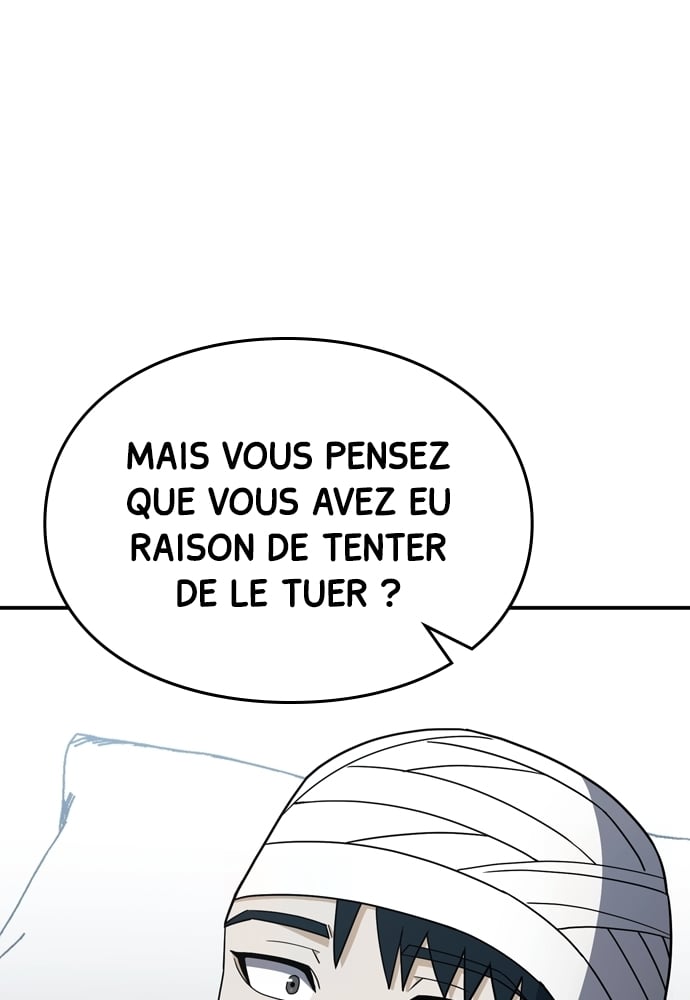 MAIS VOUS PENSEZ
QUE VOUS AVEZ EU
RAISON DE TENTER
DE LE TUER ?